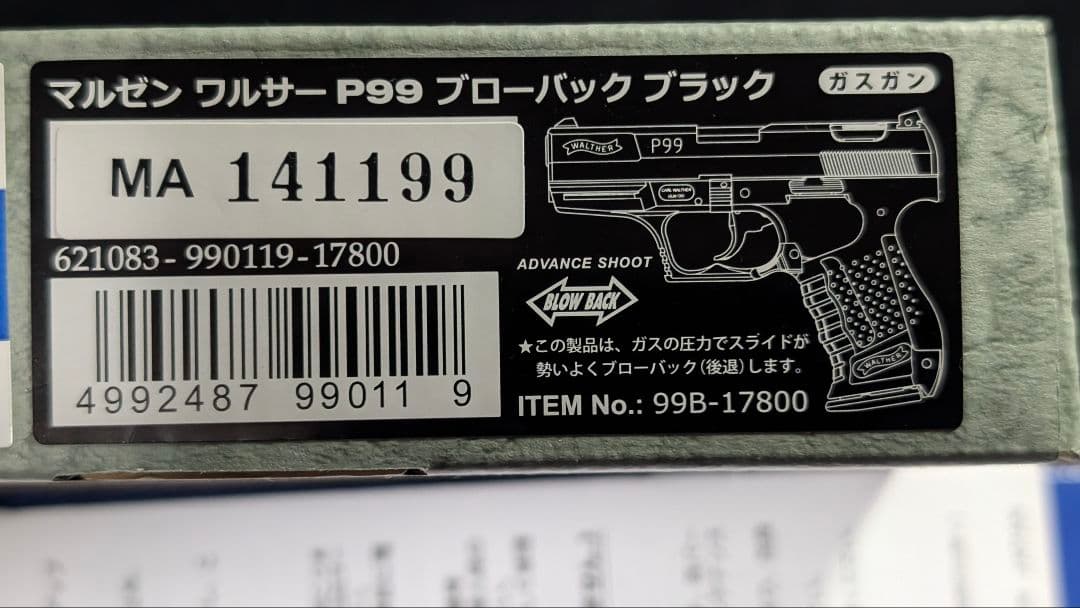 マルゼン ワルサー P99 ブローバック ブラック
ガスガン
MA 141199
621083-990119-17800
4992487 99011 9
WALTHER P99
CARL WALTHER
ADVANCE SHOOT
BLOW BACK
★この製品は、ガスの圧力でスライドが
勢いよくブローバック(後退)します。
WALTHER
ITEM No.: 99B-17800